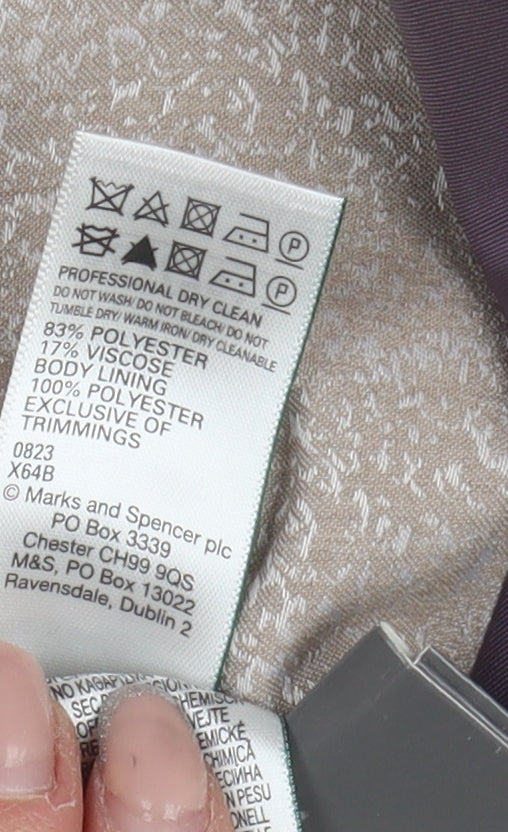 P
P
PROFESSIONAL DRY CLEAN
DO NOT WASH/ DO NOT BLEACH/ DO NOT
TUMBLE DRY/ WARM IRON/ DRY CLEANABLE
83% POLYESTER
17% VISCOSE
BODY LINING
100% POLYESTER
EXCLUSIVE OF
TRIMMINGS
0823
X64B
© Marks and Spencer plc
PO Box 3339
Chester CH99 9QS
M&S, PO Box 13022
Ravensdale, Dublin 2
SEC